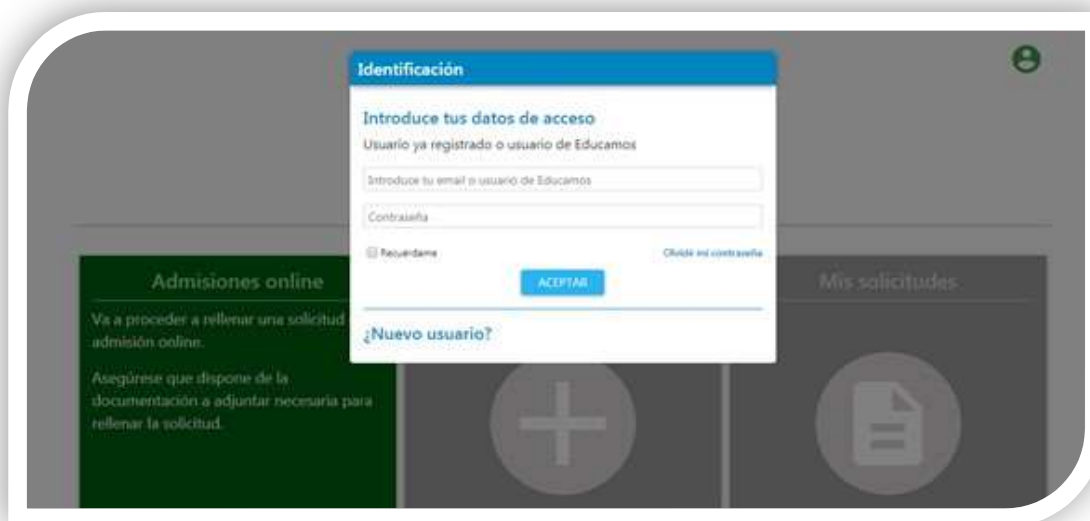 Identificación
Introduce tus datos de acceso
Usuario ya registrado o usuario de Educamos
Introduce tu email o usuario de Educamos
Contraseña
Recuérdame
Olvidé mi contraseña
ACEPTAR
¿Nuevo usuario?
Admisiones online
Va a proceder a rellenar una solicitud
admisión online.
Asegúrese que dispone de la
documentación a adjuntar necesaria para
rellenar la solicitud.
Mis solicitudes